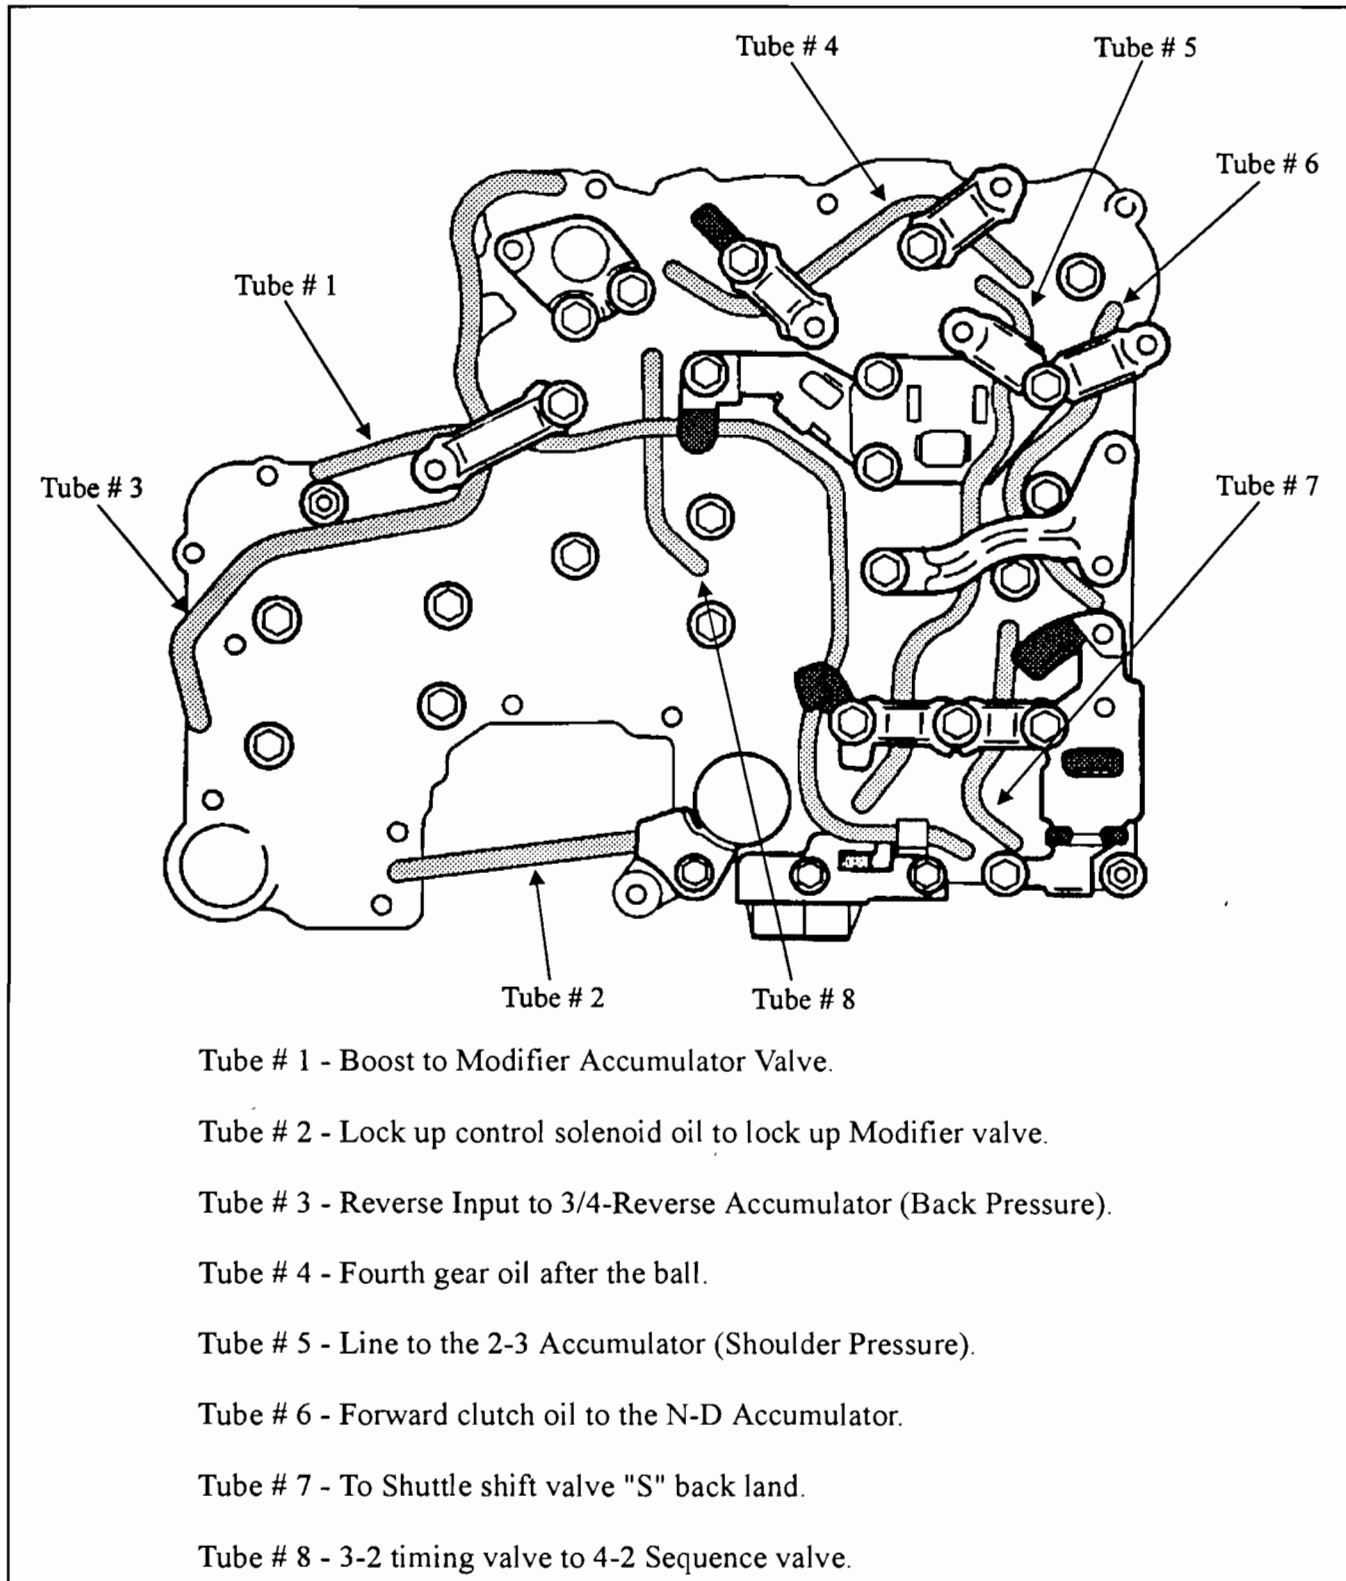 Tube # 4
Tube # 5
Tube # 6
Tube # 1
Tube # 3
Tube # 7
Tube # 2
Tube # 8
Tube # 1 - Boost to Modifier Accumulator Valve.
Tube # 2 - Lock up control solenoid oil to lock up Modifier valve.
Tube # 3 - Reverse Input to 3/4-Reverse Accumulator (Back Pressure).
Tube # 4 - Fourth gear oil after the ball.
Tube # 5 - Line to the 2-3 Accumulator (Shoulder Pressure).
Tube # 6 - Forward clutch oil to the N-D Accumulator.
Tube # 7 - To Shuttle shift valve "S" back land.
Tube # 8 - 3-2 timing valve to 4-2 Sequence valve.